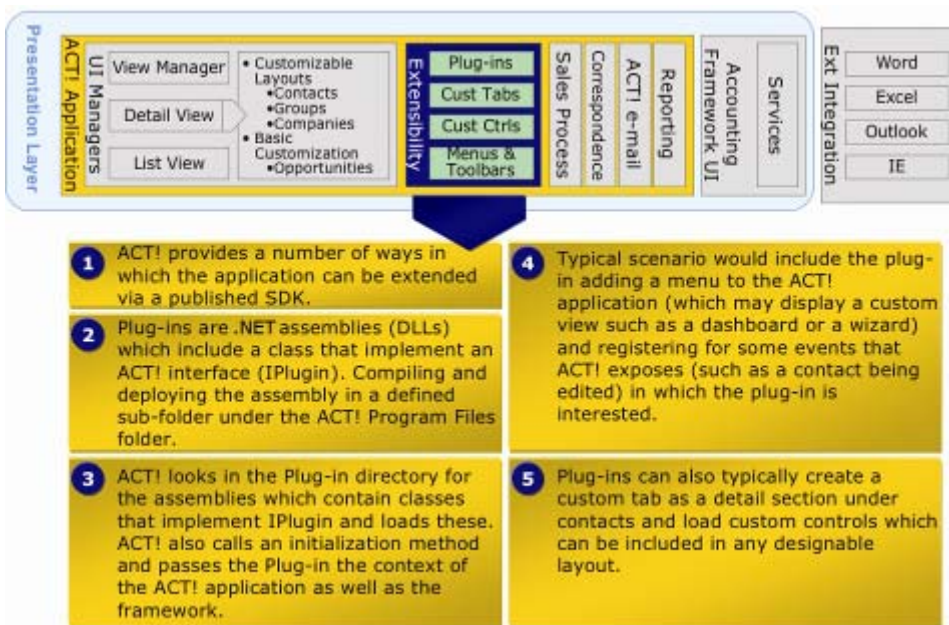 Presentation Layer
ACT! Application
UI Managers
View Manager
Detail View
List View
• Customizable
Layouts
•Contacts
•Groups
•Companies
• Basic
Customization
•Opportunities
Extensibility
Plug-ins
Cust Tabs
Cust Ctrls
Menus &
Toolbars
Sales Process
Correspondence
ACT! e-mail
Reporting
Accounting
Framework UI
Services
Ext Integration
Word
Excel
Outlook
IE
1
ACT! provides a number of ways in
which the application can be extended
via a published SDK.
2
Plug-ins are .NET assemblies (DLLs)
which include a class that implement an
ACT! interface (IPlugin). Compiling and
deploying the assembly in a defined
sub-folder under the ACT! Program Files
folder.
3
ACT! looks in the Plug-in directory for
the assemblies which contain classes
that implement IPlugin and loads these.
ACT! also calls an initialization method
and passes the Plug-in the context of
the ACT! application as well as the
framework.
4
Typical scenario would include the plug-
in adding a menu to the ACT!
application (which may display a custom
view such as a dashboard or a wizard)
and registering for some events that
ACT! exposes (such as a contact being
edited) in which the plug-in is
interested.
5
Plug-ins can also typically create a
custom tab as a detail section under
contacts and load custom controls which
can be included in any designable
layout.